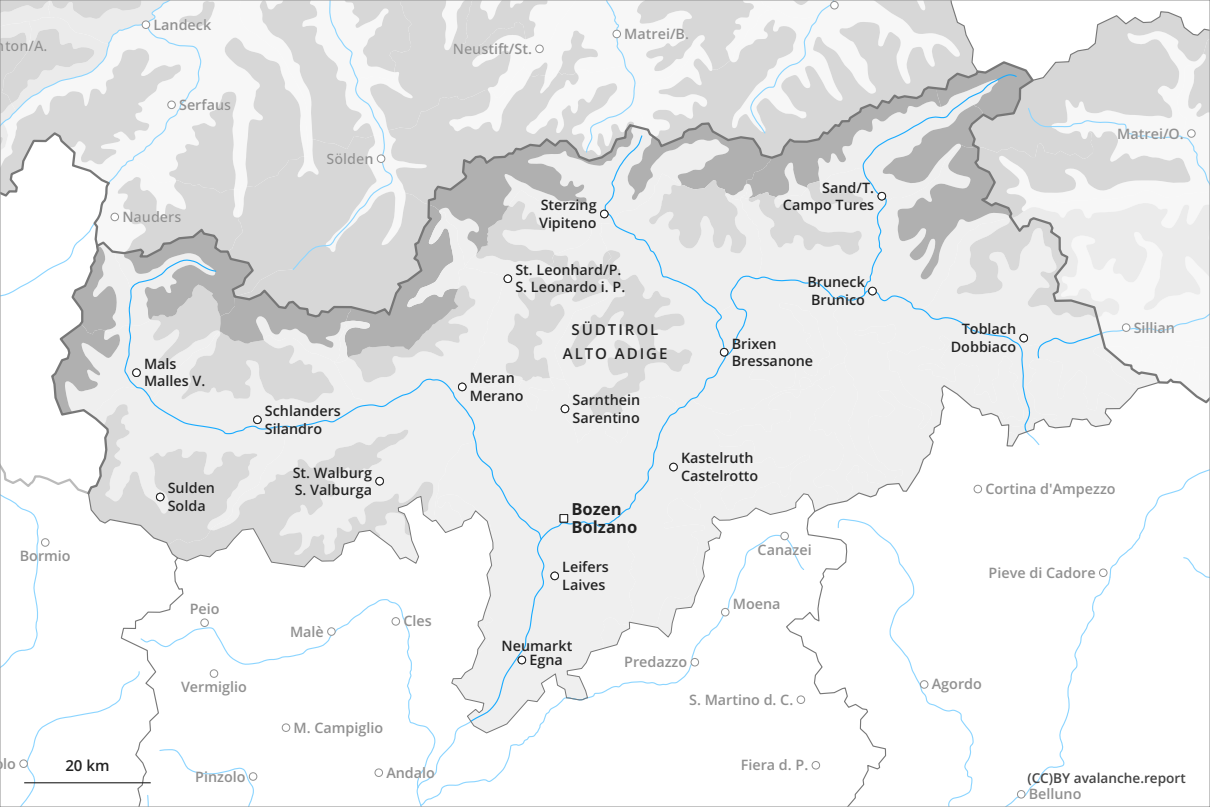 Landeck
Matrei/B.
nton/A.
Neustift/St.
Serfaus
Matrei/O.
Sölden
Sand/T.
Campo Tures
Sterzing
Vipiteno
Nauders
St. Leonhard/P.
S. Leonardo i. P.
Bruneck
Brunico
SÜDTIROL
ALTO ADIGE
Toblach
Dobbiaco
Sillian
Brixen
Bressanone
Mals
Malles V.
Meran
Merano
Sarnthein
Sarentino
Schlanders
Silandro
Kastelruth
Castelrotto
St. Walburg
S. Valburga
Sulden
Solda
Cortina d'Ampezzo
Bozen
Bolzano
Bormio
Canazei
Leifers
Laives
Pieve di Cadore
Peio
Moena
Malè
Cles
Neumarkt
Egna
Predazzo
Vermiglio
Agordo
S. Martino d. C.
M. Campiglio
olo
20 km
Pinzolo
Andalo
Fiera d. P.
(CC)BY avalanche.report
Belluno